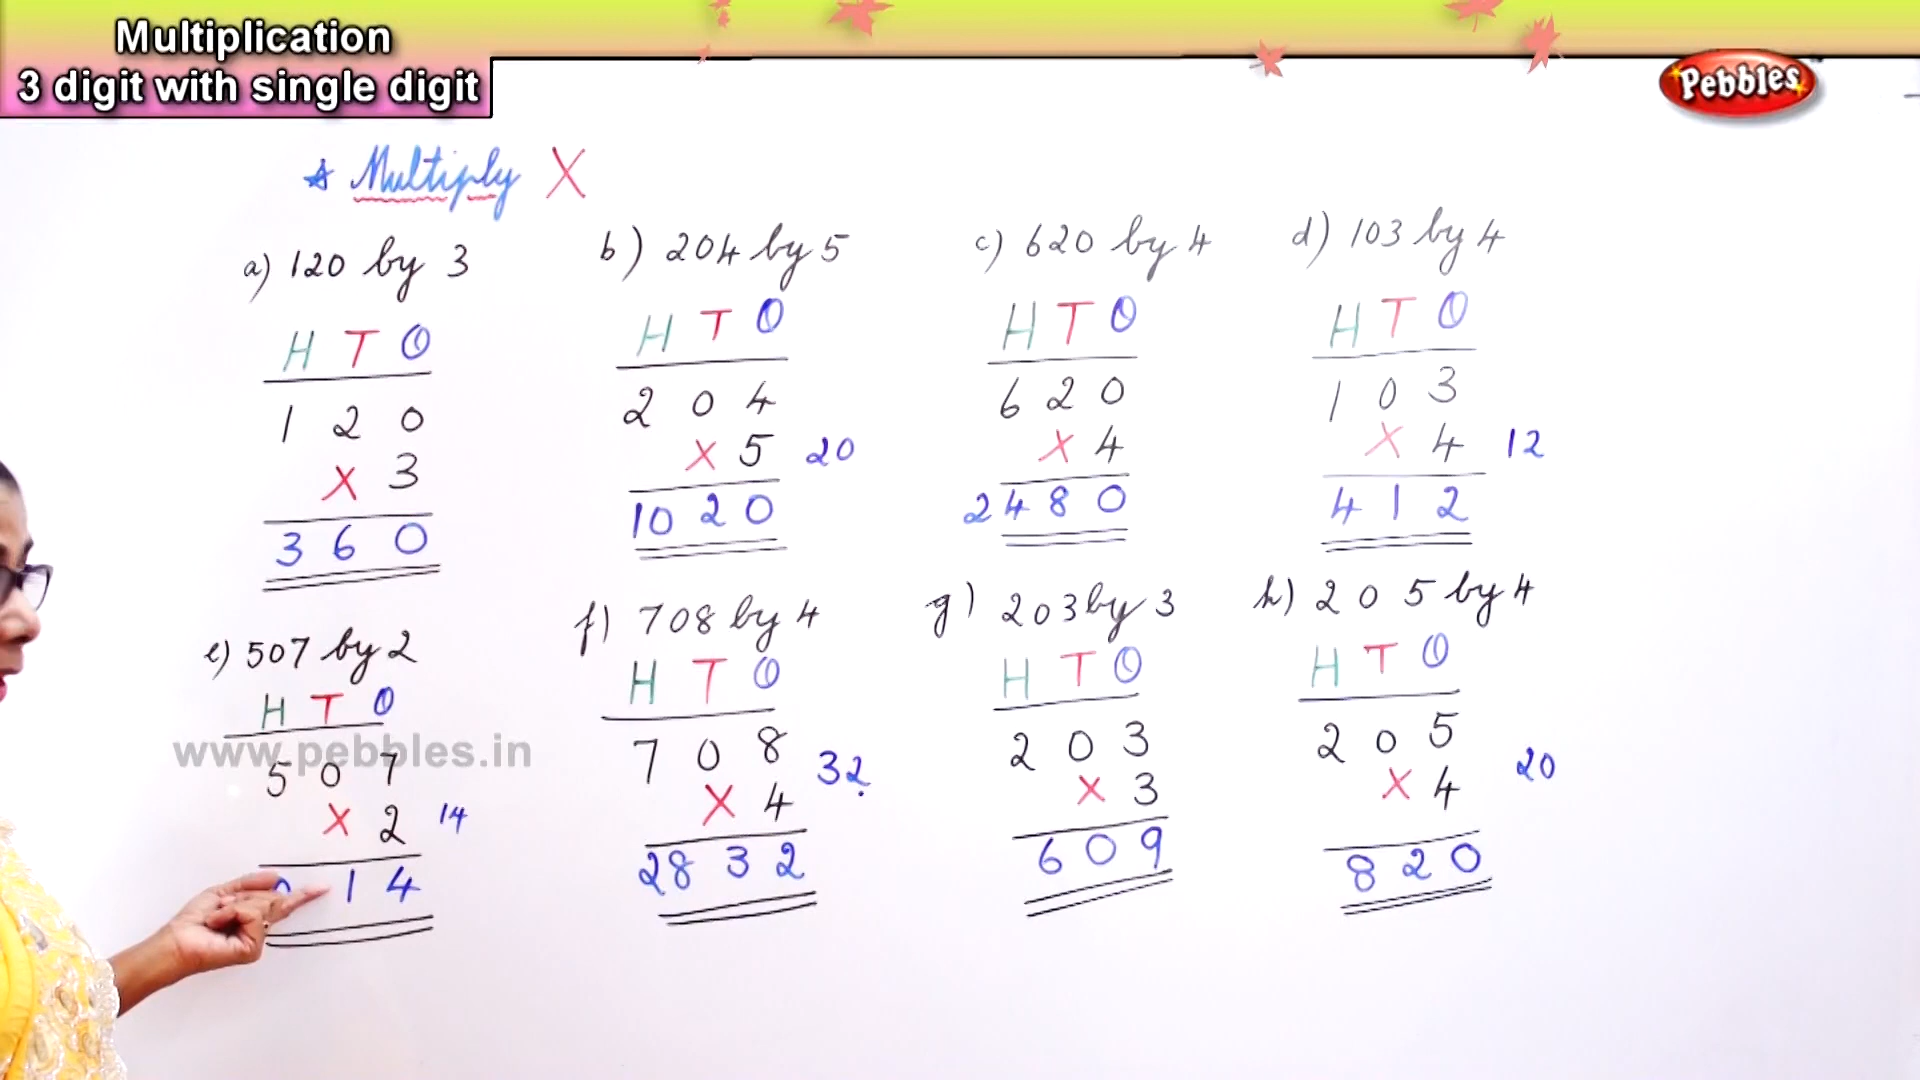 Multiplication
3 digit with single digit
Pebbles
Multiply X
a) 120 by 3
H T O
1 2 0
X 3
3 6 0
b) 204 by 5
H T O
2 0 4
X 5 20
10 2 0
c) 620 by 4
H T O
6 2 0
X 4
2 4 8 0
d) 103 by 4
H T O
1 0 3
X 4 12
4 1 2
e) 507 by 2
H T O
www.pebbles.in
5 0 7
X 2 14
1 4
f) 708 by 4
H T O
7 0 8
32
X 4
28 3 2
g) 203 by 3
H T O
2 0 3
X 3
6 0 9
h) 2 0 5 by 4
H T O
2 0 5
X 4 20
8 2 0